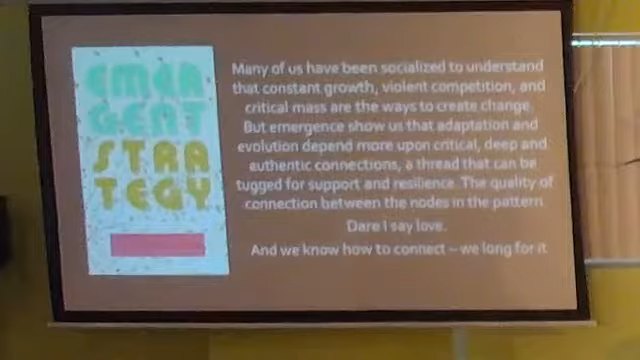 EMER
GENT
STRA
TEGY
Many of us have been socialized to understand
that constant growth, violent competition, and
critical mass are the ways to create change.
But emergence show us that adaptation and
evolution depend more upon critical, deep and
authentic connections, a thread that can be
tugged for support and resilience. The quality of
connection between the nodes in the pattern
Dare I say love.
And we know how to connect – we long for it